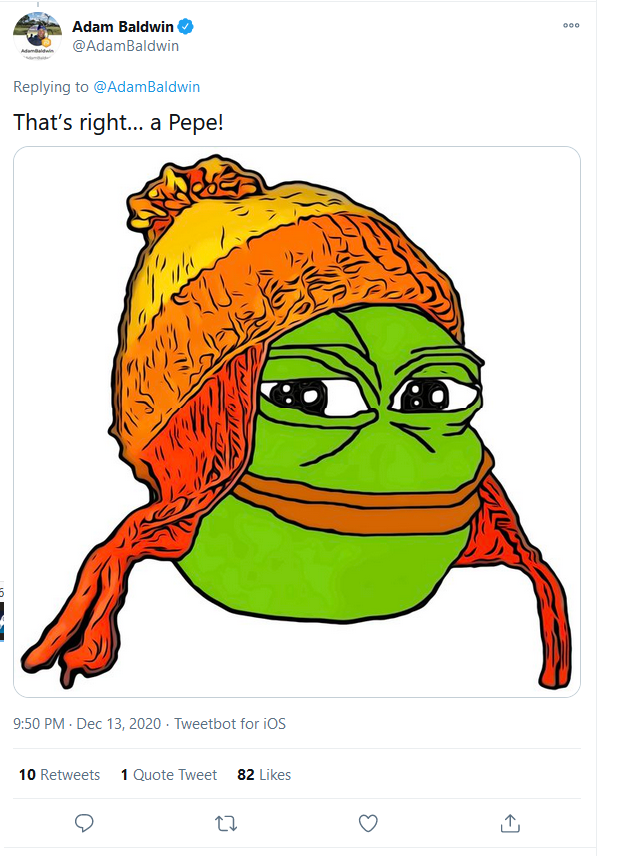 Adam Baldwin
@AdamBaldwin
Replying to @AdamBaldwin
That's right... a Pepe!
9:50 PM · Dec 13, 2020 · Tweetbot for iOS
10 Retweets 1 Quote Tweet 82 Likes